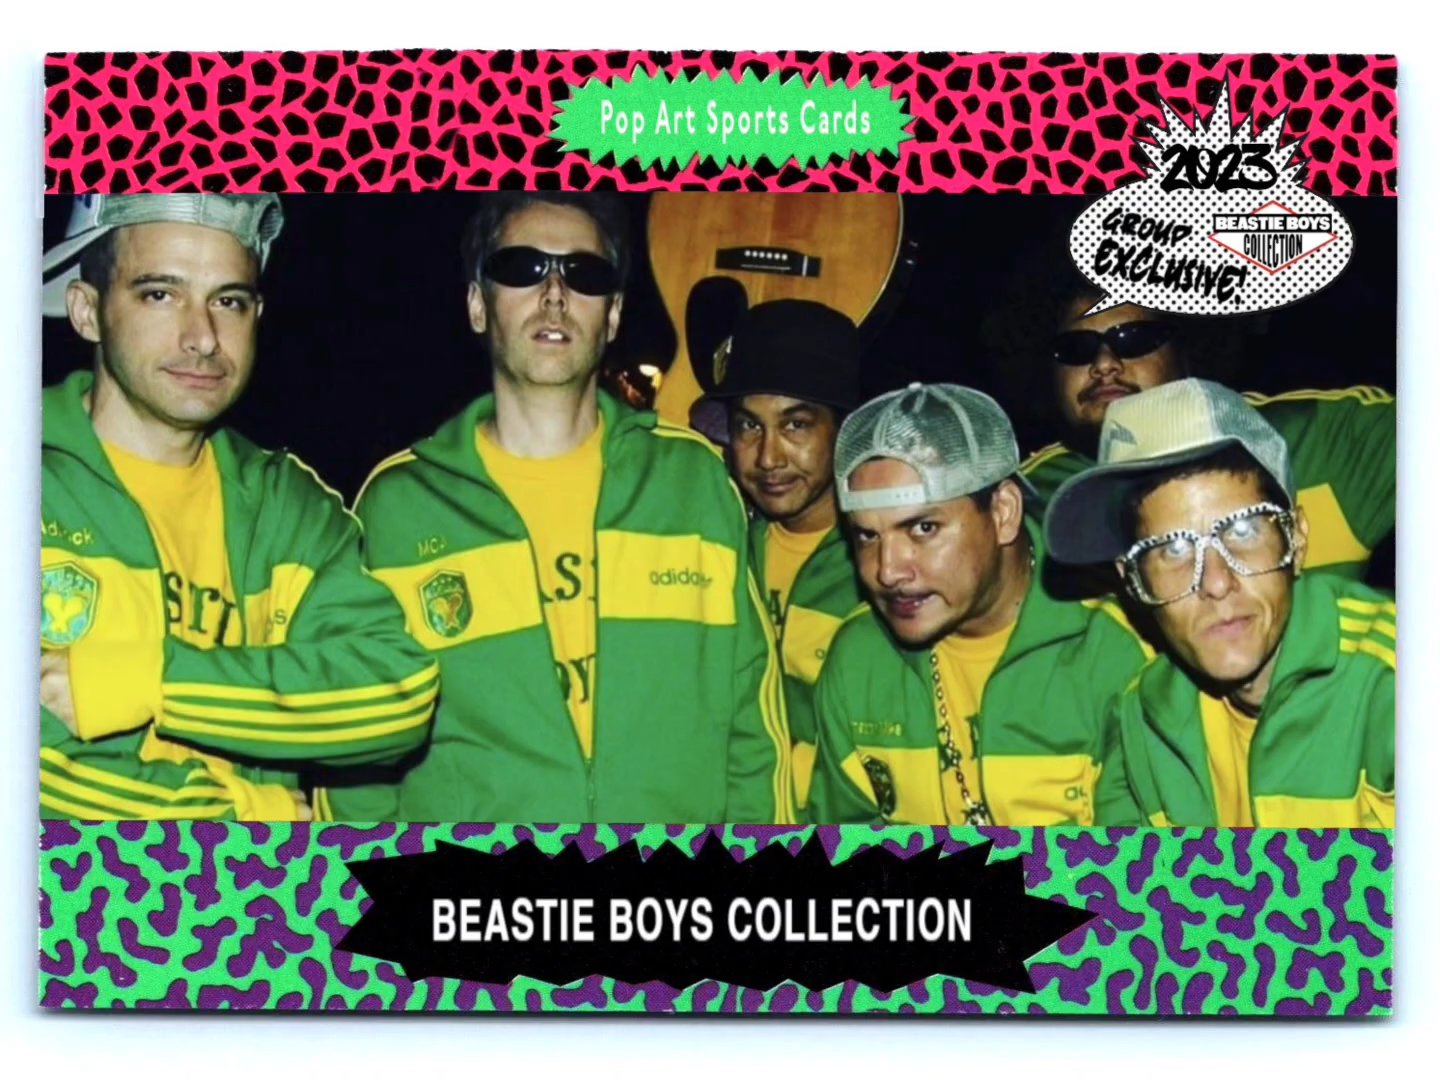 Pop Art Sports Cards
2023
GROUP
EXCLUSIVE!
BEASTIE BOYS
COLLECTION
MCA
adidas
BEASTIE BOYS COLLECTION